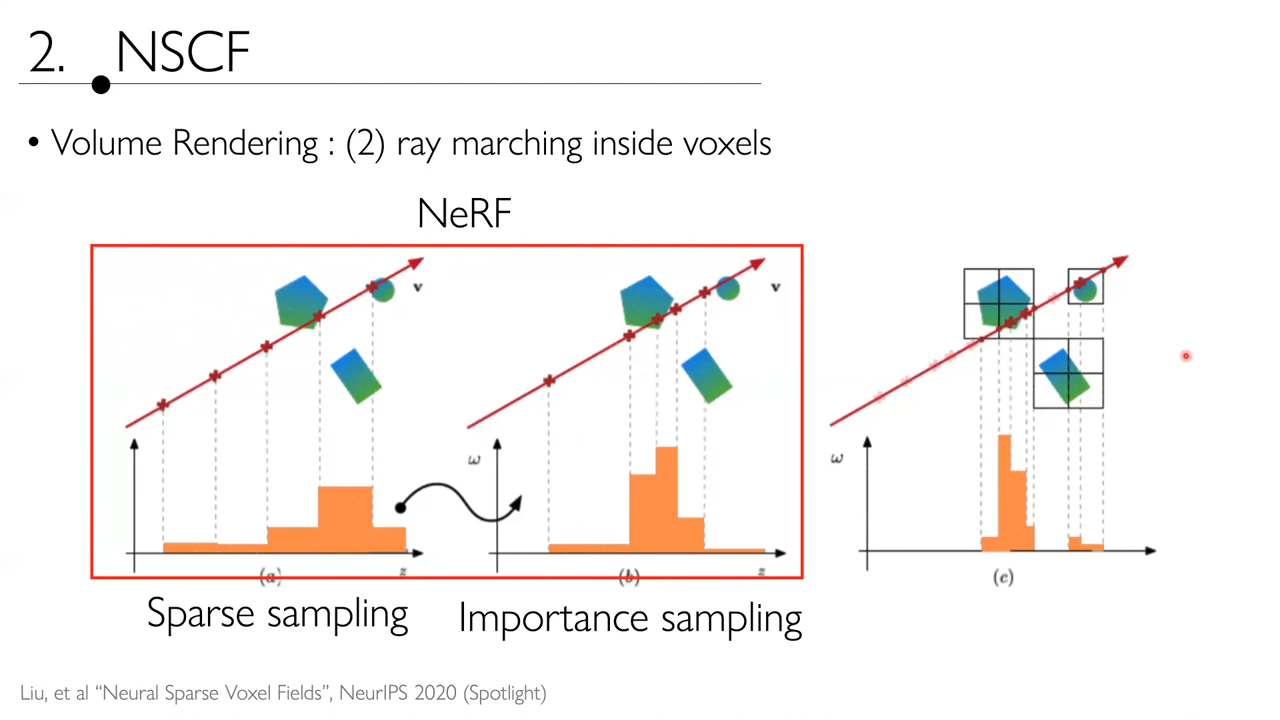 2. NSCF
• Volume Rendering : (2) ray marching inside voxels
NeRF
v
v
ω
ω
z
z
(a)
(b)
(c)
Sparse sampling
Importance sampling
Liu, et al “Neural Sparse Voxel Fields”, NeurIPS 2020 (Spotlight)